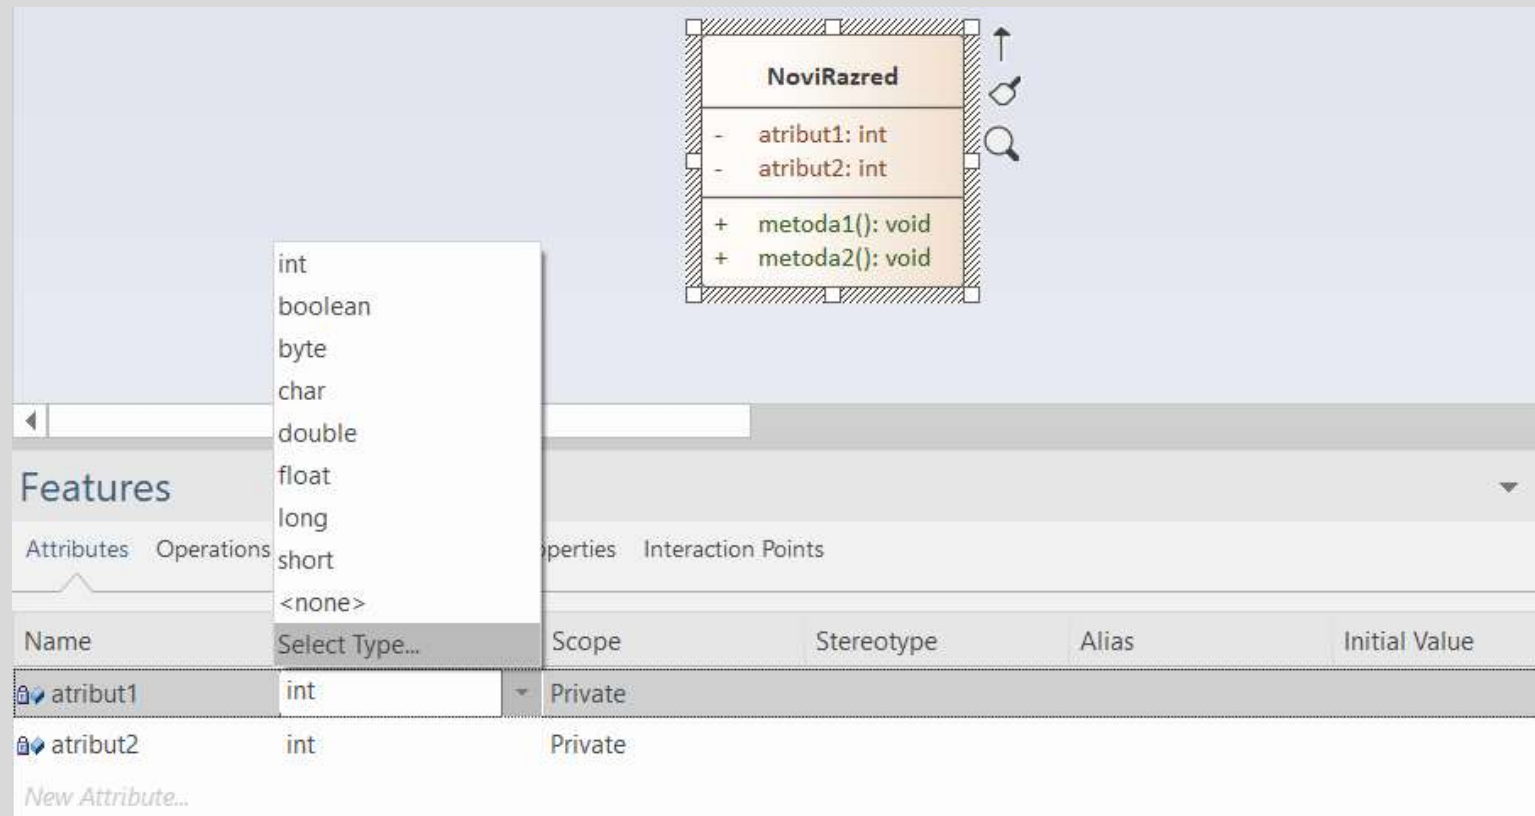 NoviRazred
- atribut1: int
- atribut2: int
+ metoda1(): void
+ metoda2(): void
int
boolean
byte
char
double
float
long
short
<none>
Select Type...
Features
Attributes Operations perties Interaction Points
Name Scope Stereotype Alias Initial Value
atribut1 int Private
atribut2 int Private
New Attribute...